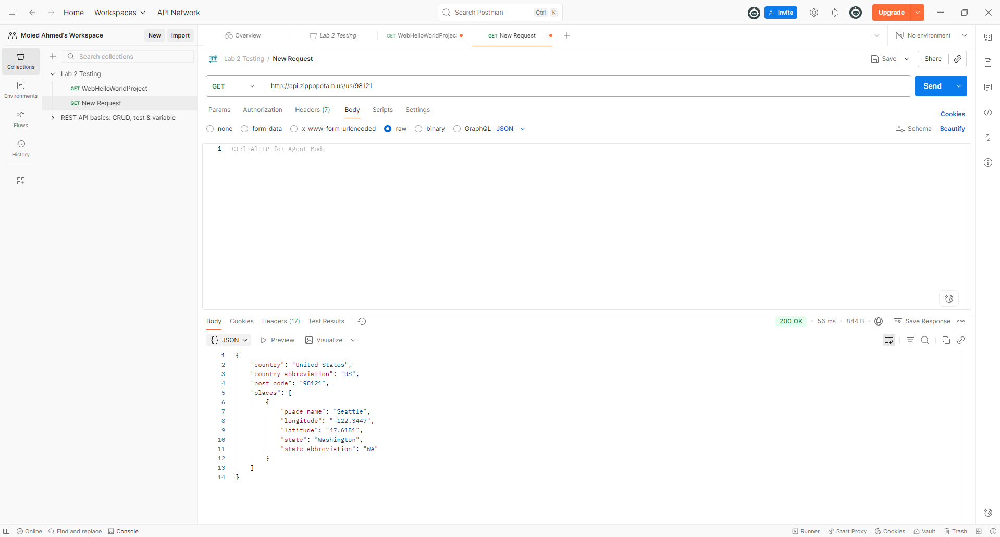 Home Workspaces API Network Search Postman Ctrl K Invite Upgrade
Moied Ahmed's Workspace New Import Overview Lab 2 Testing GET WebHelloWorldProjec GET New Request No environment
Collections Search collections
Lab 2 Testing
GET WebHelloWorldProject
GET New Request
REST API basics: CRUD, test & variable
Environments
Flows
History
HTTP Lab 2 Testing / New Request Save Share
GET http://api.zippopotam.us/us/98121 Send
Params Authorization Headers (7) Body Scripts Settings Cookies
none form-data x-www-form-urlencoded raw binary GraphQL JSON Schema Beautify
1 Ctrl+Alt+P for Agent Mode
Body Cookies Headers (17) Test Results 200 OK • 56 ms • 844 B • e.g. Save Response
{} JSON Preview Visualize
1 {
2 "country": "United States",
3 "country abbreviation": "US",
4 "post code": "98121",
5 "places": [
6 {
7 "place name": "Seattle",
8 "longitude": "-122.3447",
9 "latitude": "47.6151",
10 "state": "Washington",
11 "state abbreviation": "WA"
12 }
13 ]
14 }
Online Find and replace Console Runner Start Proxy Cookies Vault Trash